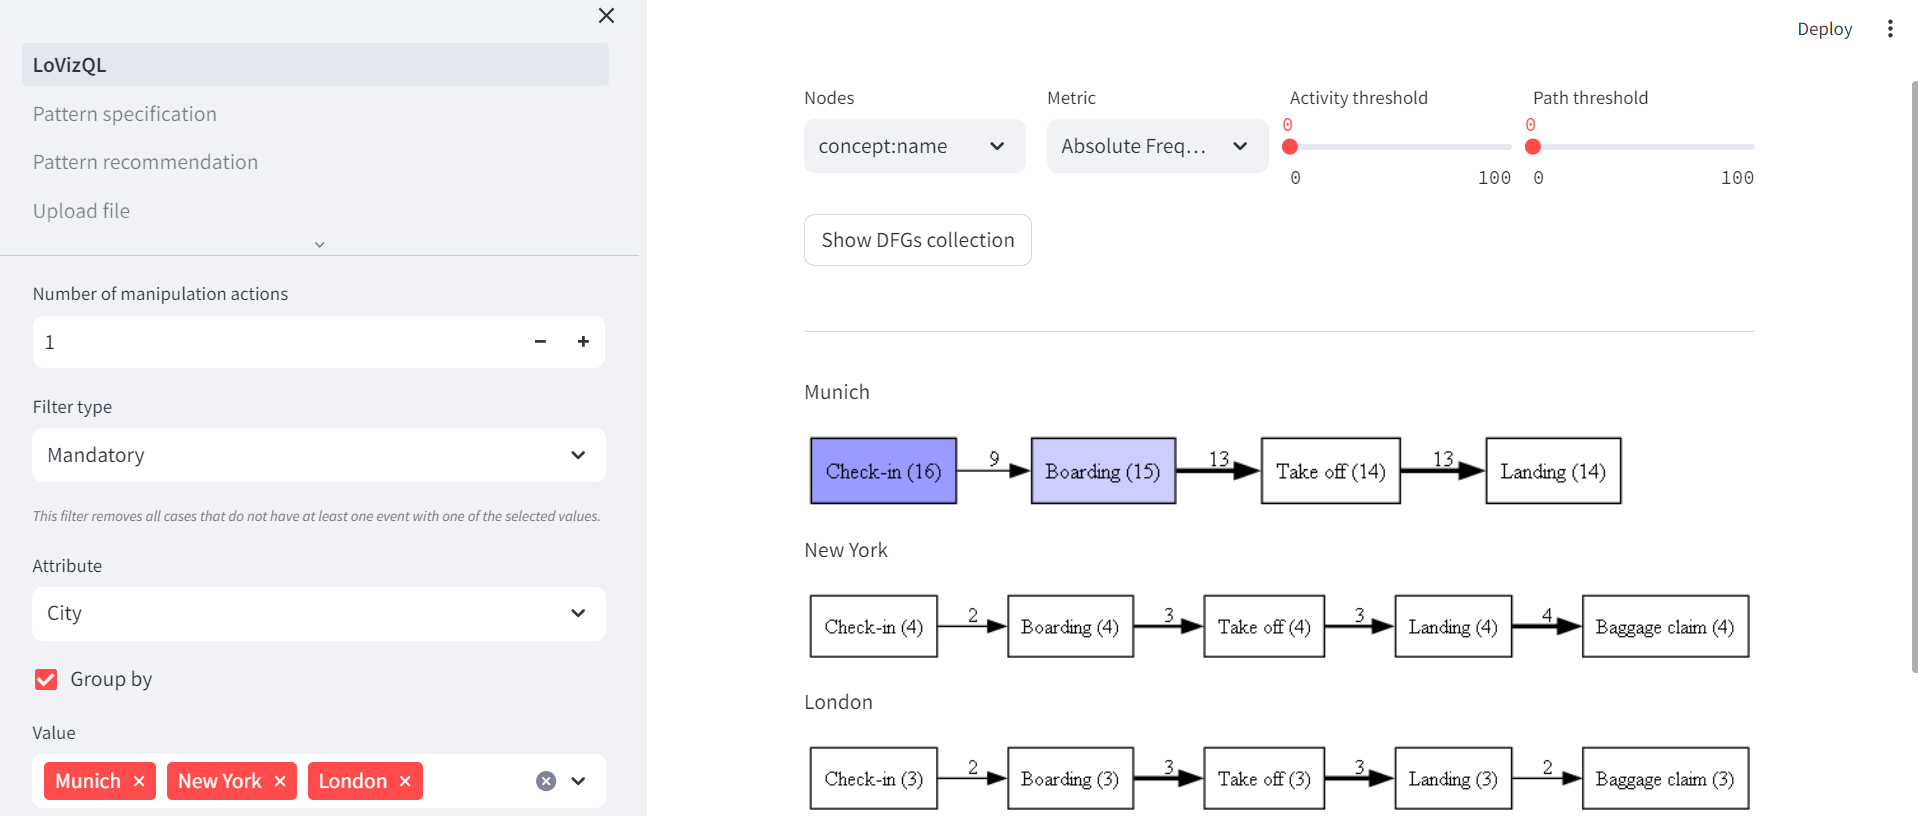 LoVizQL
Pattern specification
Pattern recommendation
Upload file
Number of manipulation actions
1
Filter type
Mandatory
This filter removes all cases that do not have at least one event with one of the selected values.
Attribute
City
Group by
Value
Munich New York London
Deploy
Nodes Metric Activity threshold Path threshold
0 0
concept:name Absolute Freq...
0 100 0 100
Show DFGs collection
Munich
9 13 13
Check-in (16) Boarding (15) Take off (14) Landing (14)
New York
2 3 3 4
Check-in (4) Boarding (4) Take off (4) Landing (4) Baggage claim (4)
London
2 3 3 2
Check-in (3) Boarding (3) Take off (3) Landing (3) Baggage claim (3)